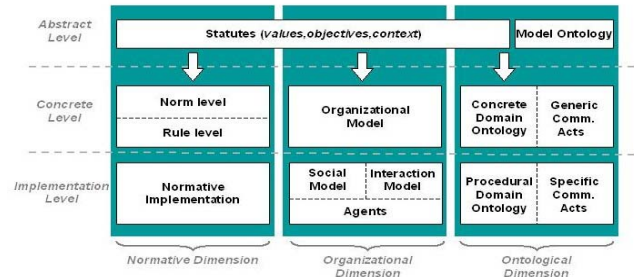 Abstract
Level
Statutes (values,objectives,context)
Model Ontology
Concrete
Level
Norm level
Rule level
Organizational
Model
Concrete
Domain
Ontology
Generic
Comm.
Acts
Implementation
Level
Normative
Implementation
Social
Model
Interaction
Model
Agents
Procedural
Domain
Ontology
Specific
Comm.
Acts
Normative Dimension
Organizational
Dimension
Ontological
Dimension